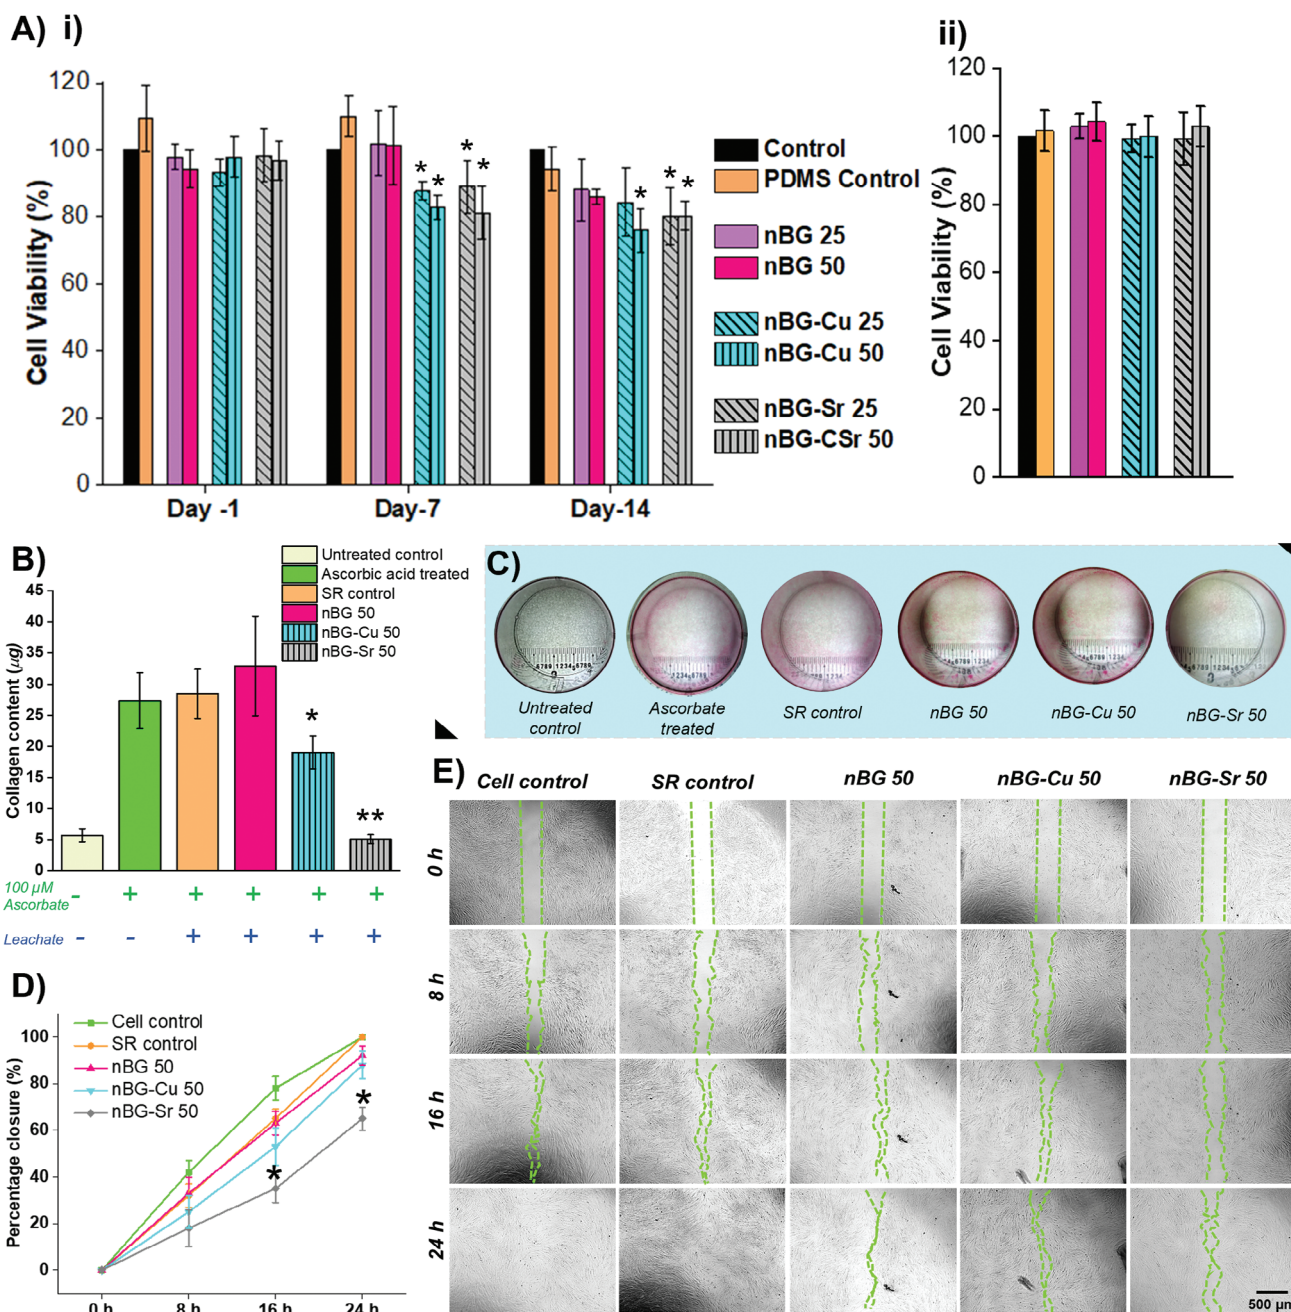 A) i)
120
100
80
60
40
20
0
Cell Viability (%)
* * * *
* * *
Day -1
Day-7
Day-14
Control
PDMS Control
nBG 25
nBG 50
nBG-Cu 25
nBG-Cu 50
nBG-Sr 25
nBG-CSr 50
ii)
120
100
80
60
40
20
0
Cell Viability (%)
B)
Untreated control
Ascorbic acid treated
SR control
nBG 50
nBG-Cu 50
nBG-Sr 50
45
40
35
30
25
20
15
10
5
0
Collagen content (µg)
*
**
100 µM
Ascorbate
- + + + + +
Leachate
- - + + + +
C)
Untreated
control
Ascorbate
treated
SR control
nBG 50
nBG-Cu 50
nBG-Sr 50
D)
Cell control
SR control
nBG 50
nBG-Cu 50
nBG-Sr 50
100
80
60
40
20
0
Percentage closure (%)
*
*
0 h
8 h
16 h
24 h
E)
Cell control
SR control
nBG 50
nBG-Cu 50
nBG-Sr 50
0 h
8 h
16 h
24 h
500 µm